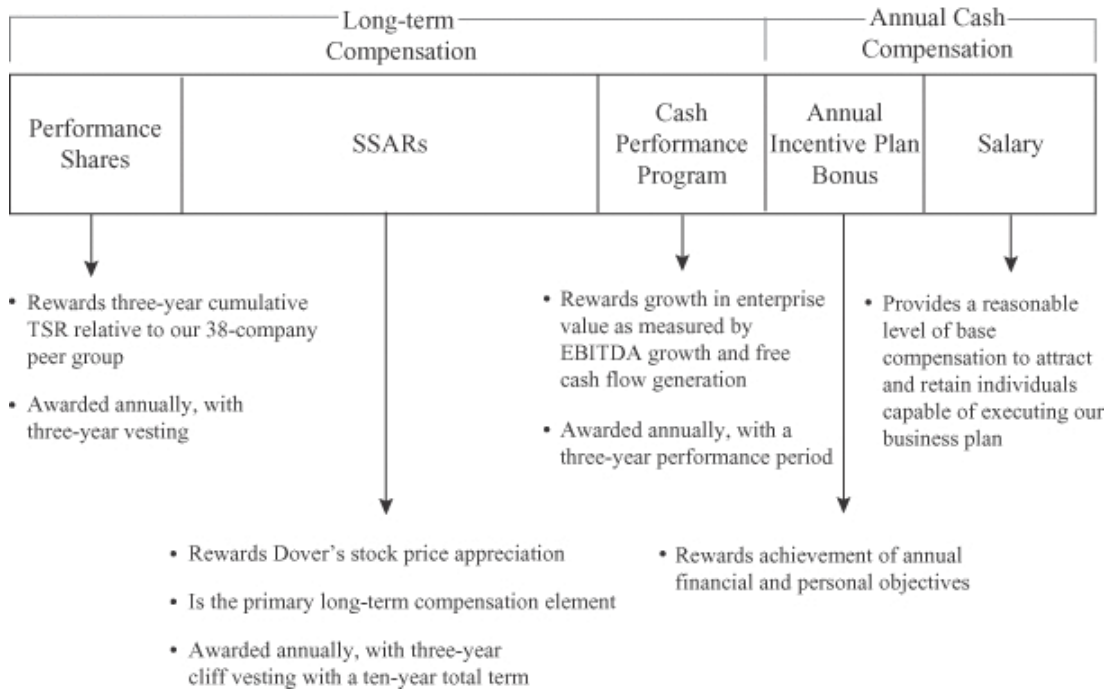 Long-term
Compensation
Annual Cash
Compensation
Performance
Shares
SSARs
Cash
Performance
Program
Annual
Incentive Plan
Bonus
Salary
• Rewards three-year cumulative
TSR relative to our 38-company
peer group
• Awarded annually, with
three-year vesting
• Rewards growth in enterprise
value as measured by
EBITDA growth and free
cash flow generation
• Awarded annually, with a
three-year performance period
• Provides a reasonable
level of base
compensation to attract
and retain individuals
capable of executing our
business plan
• Rewards Dover's stock price appreciation
• Is the primary long-term compensation element
• Awarded annually, with three-year
cliff vesting with a ten-year total term
• Rewards achievement of annual
financial and personal objectives